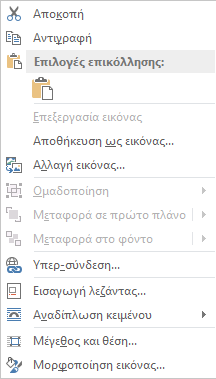 Αποκοπή
Αντιγραφή
Επιλογές επικόλλησης:
Επεξεργασία εικόνας
Αποθήκευση ως εικόνας...
Αλλαγή εικόνας...
Ομαδοποίηση
Μεταφορά σε πρώτο πλάνο
Μεταφορά στο φόντο
Υπερ-σύνδεση...
Εισαγωγή λεζάντας...
Αναδίπλωση κειμένου
Μέγεθος και θέση...
Μορφοποίηση εικόνας...